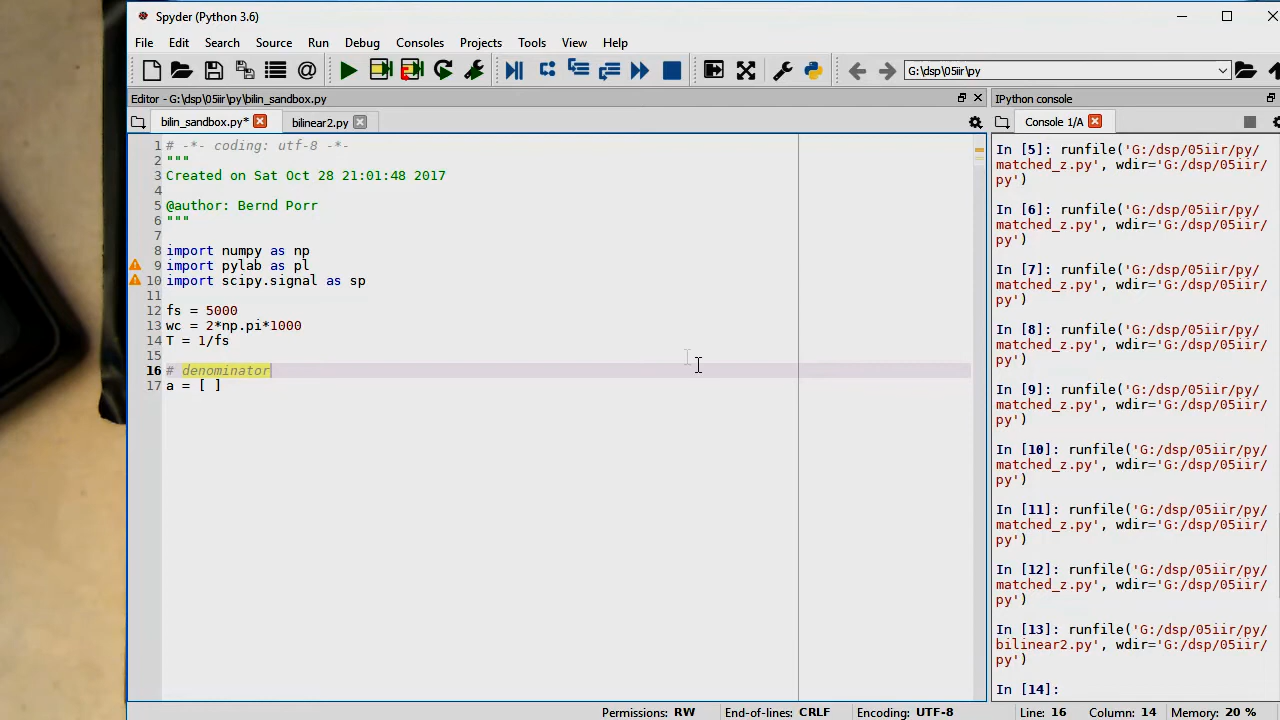 Spyder (Python 3.6)
File Edit Search Source Run Debug Consoles Projects Tools View Help
G:\dsp\05iir\py
Editor - G:\dsp\05iir\py\bilin_sandbox.py
bilin_sandbox.py*
bilinear2.py
1 # -*- coding: utf-8 -*-
2 """
3 Created on Sat Oct 28 21:01:48 2017
4
5 @author: Bernd Porr
6 """
7
8 import numpy as np
9 import pylab as pl
10 import scipy.signal as sp
11
12 fs = 5000
13 wc = 2*np.pi*1000
14 T = 1/fs
15
16 # denominator
17 a = [ ]
IPython console
Console 1/A
In [5]: runfile('G:/dsp/05iir/py/
matched_z.py', wdir='G:/dsp/05iir/
py')
In [6]: runfile('G:/dsp/05iir/py/
matched_z.py', wdir='G:/dsp/05iir/
py')
In [7]: runfile('G:/dsp/05iir/py/
matched_z.py', wdir='G:/dsp/05iir/
py')
In [8]: runfile('G:/dsp/05iir/py/
matched_z.py', wdir='G:/dsp/05iir/
py')
In [9]: runfile('G:/dsp/05iir/py/
matched_z.py', wdir='G:/dsp/05iir/
py')
In [10]: runfile('G:/dsp/05iir/py/
matched_z.py', wdir='G:/dsp/05iir/
py')
In [11]: runfile('G:/dsp/05iir/py/
matched_z.py', wdir='G:/dsp/05iir/
py')
In [12]: runfile('G:/dsp/05iir/py/
matched_z.py', wdir='G:/dsp/05iir/
py')
In [13]: runfile('G:/dsp/05iir/py/
bilinear2.py', wdir='G:/dsp/05iir/
py')
In [14]:
Permissions: RW End-of-lines: CRLF Encoding: UTF-8 Line: 16 Column: 14 Memory: 20 %